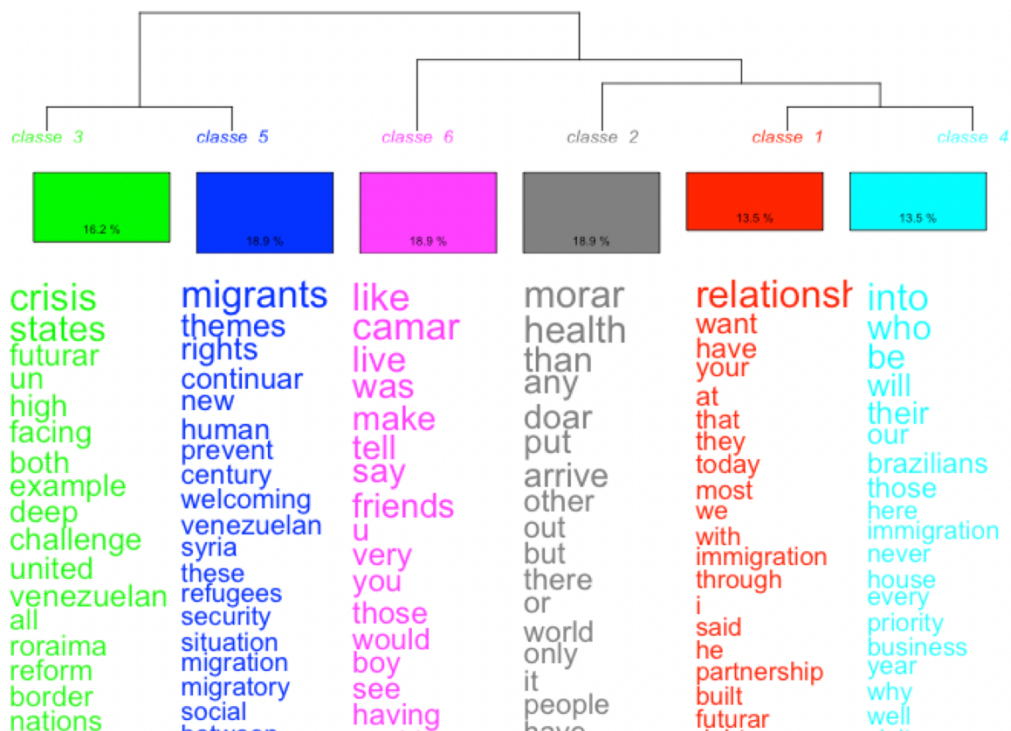 classe 3
classe 5
classe 6
classe 2
classe 1
classe 4
16.2 %
18.9 %
18.9 %
18.9 %
13.5 %
13.5 %
crisis
states
futurar
un
high
facing
both
example
deep
challenge
united
venezuelan
all
roraima
reform
border
nations
migrants
themes
rights
continuar
new
human
prevent
century
welcoming
venezuelan
syria
these
refugees
security
situation
migration
migratory
social
between
like
camar
live
was
make
tell
say
friends
u
very
you
those
would
boy
see
having
morar
health
than
any
doar
put
arrive
other
out
but
there
or
world
only
it
people
have
relationsh
want
have
your
at
that
they
today
most
we
with
immigration
through
i
said
he
partnership
built
futurar
into
who
be
will
their
our
brazilians
those
here
immigration
never
house
every
priority
business
year
why
well